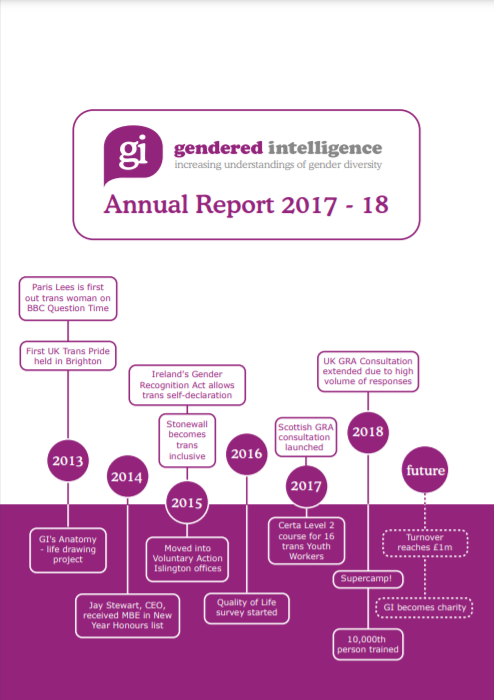 gi
gendered intelligence
increasing understandings of gender diversity
Annual Report 2017 - 18
Paris Lees is first
out trans woman on
BBC Question Time
First UK Trans Pride
held in Brighton
2013
GI's Anatomy
- life drawing
project
2014
Jay Stewart, CEO,
received MBE in New
Year Honours list
Ireland's Gender
Recognition Act allows
trans self-declaration
Stonewall
becomes
trans
inclusive
2015
Moved into
Voluntary Action
Islington offices
2016
Quality of Life
survey started
Scottish GRA
consultation
launched
2017
Certa Level 2
course for 16
trans Youth
Workers
UK GRA Consultation
extended due to high
volume of responses
2018
Supercamp!
10,000th
person trained
future
Turnover
reaches £1m
GI becomes charity